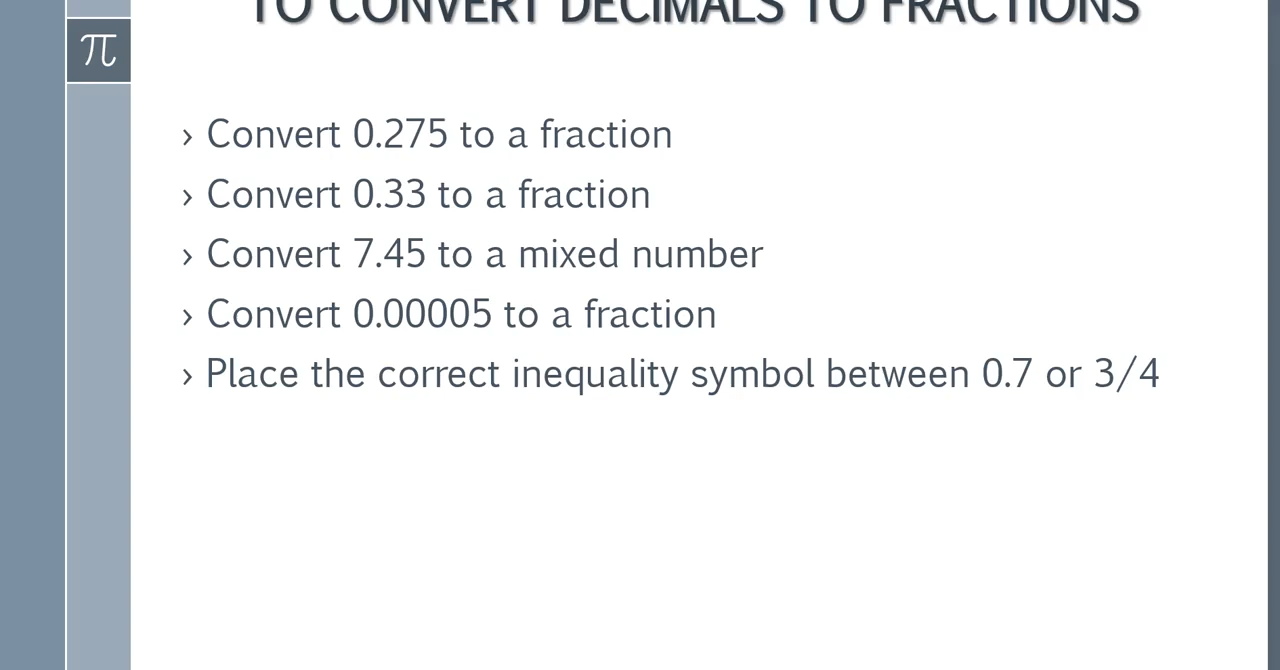 TO CONVERT DECIMALS TO FRACTIONS
π
› Convert 0.275 to a fraction
› Convert 0.33 to a fraction
› Convert 7.45 to a mixed number
› Convert 0.00005 to a fraction
› Place the correct inequality symbol between 0.7 or 3/4